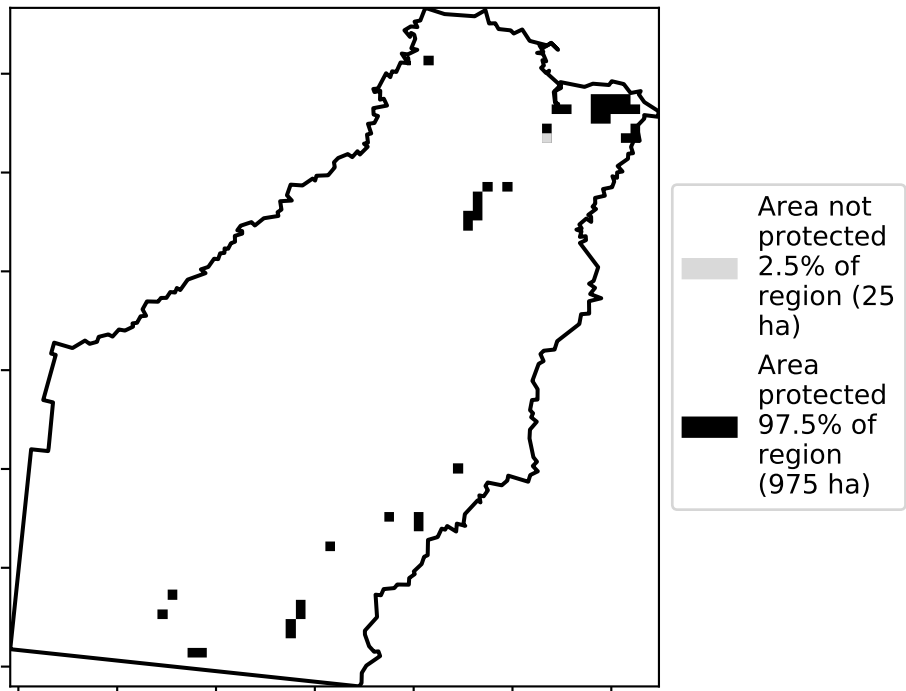 Area not
protected
2.5% of
region (25
ha)
Area
protected
97.5% of
region
(975 ha)